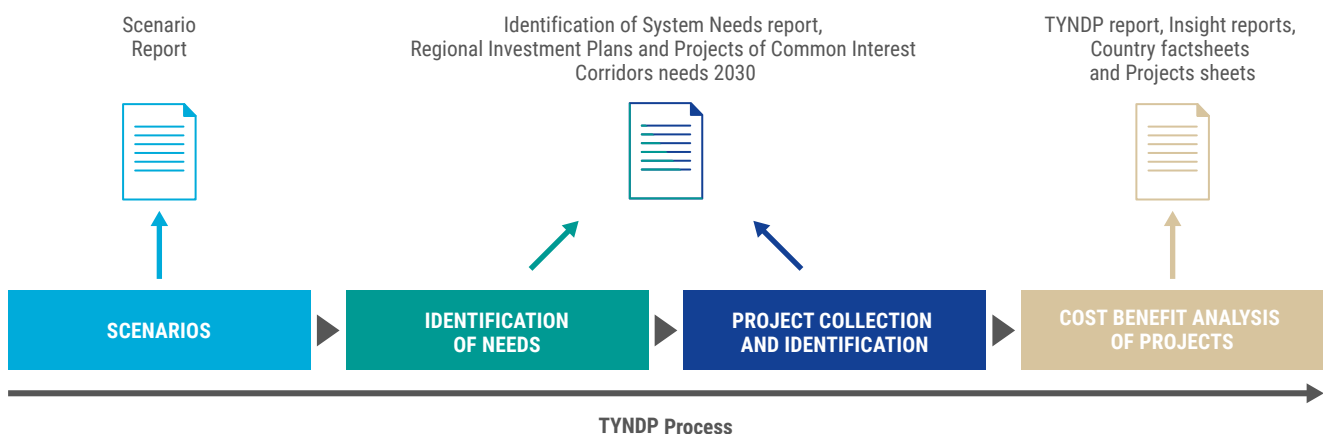 Scenario
Report
Identification of System Needs report,
Regional Investment Plans and Projects of Common Interest
Corridors needs 2030
TYNDP report, Insight reports,
Country factsheets
and Projects sheets
SCENARIOS
IDENTIFICATION
OF NEEDS
PROJECT COLLECTION
AND IDENTIFICATION
COST BENEFIT ANALYSIS
OF PROJECTS
TYNDP Process